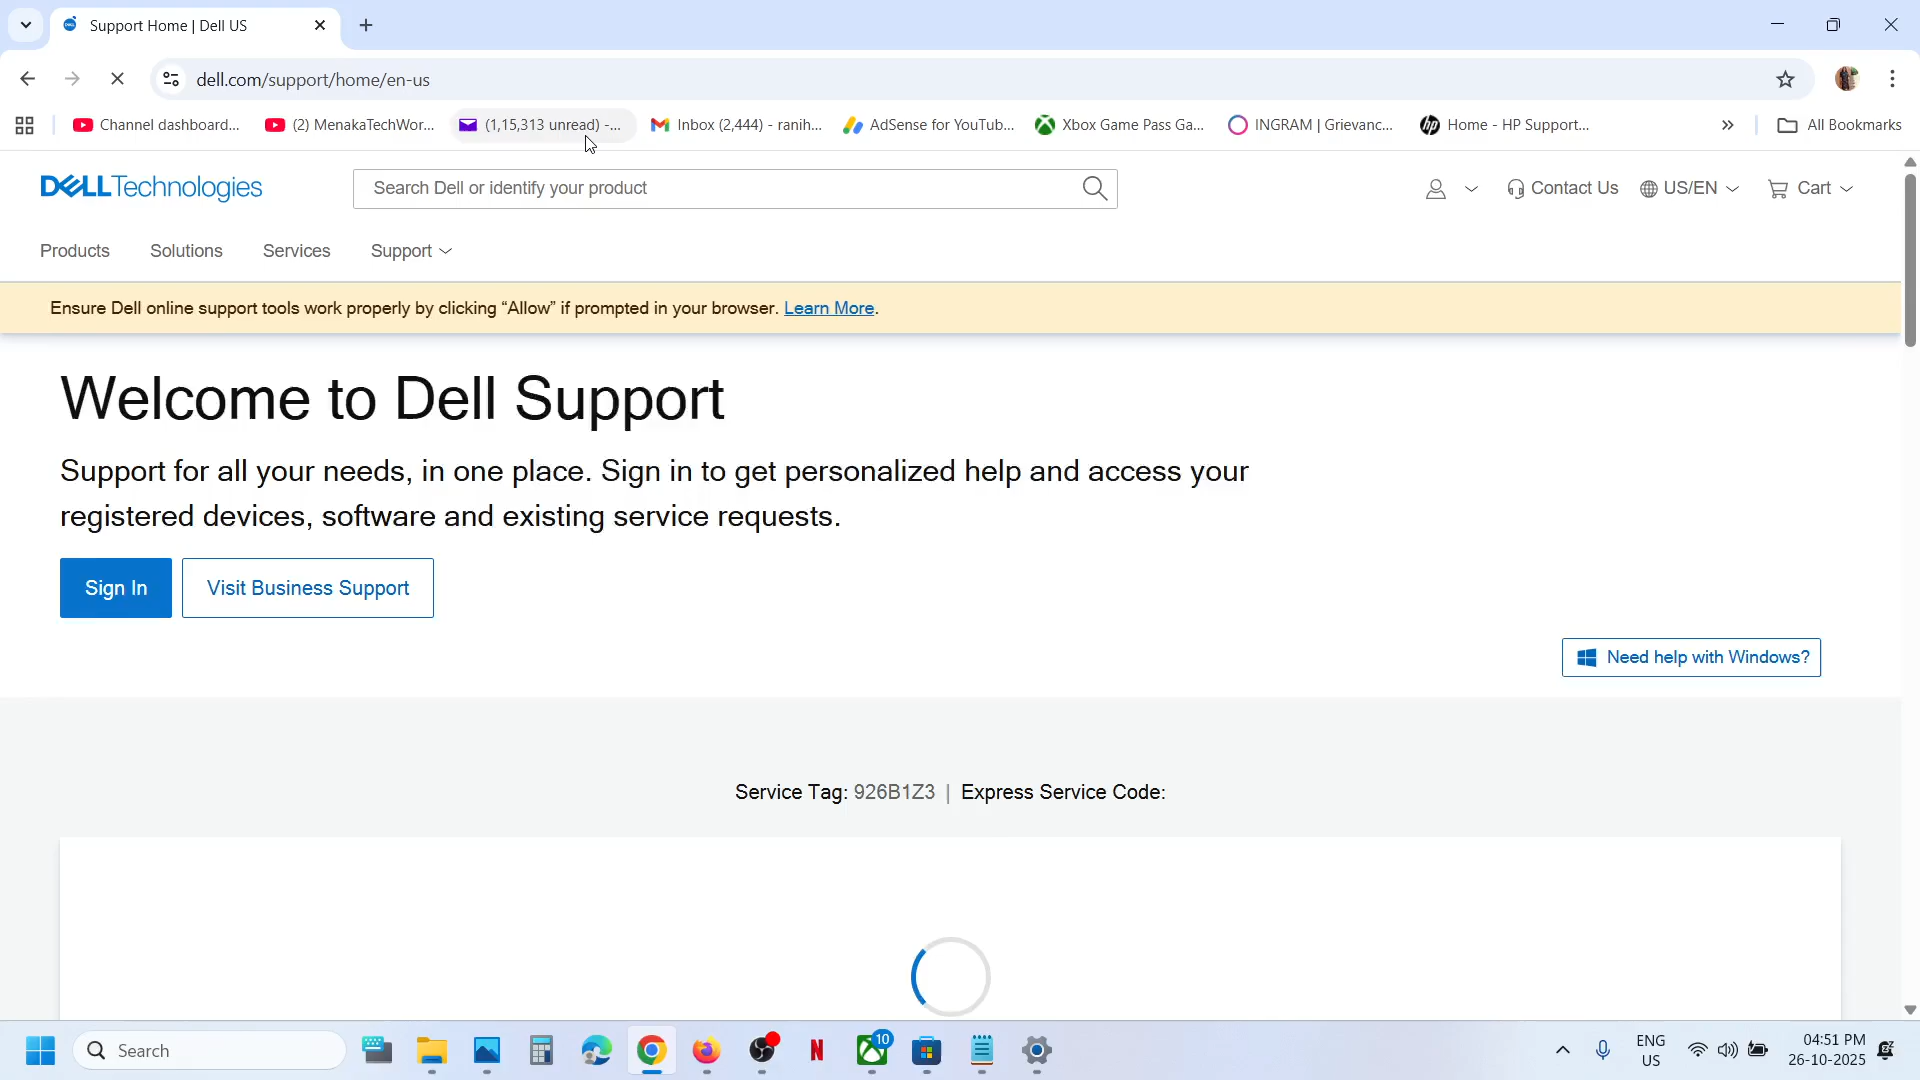 Support Home | Dell US
dell.com/support/home/en-us
Channel dashboard...
(2) MenakaTechWor...
(1,15,313 unread) -...
Inbox (2,444) - ranih...
AdSense for YouTub...
Xbox Game Pass Ga...
INGRAM | Grievanc...
Home - HP Support...
All Bookmarks
DELLTechnologies
Search Dell or identify your product
Contact Us
US/EN
Cart
Products
Solutions
Services
Support
Ensure Dell online support tools work properly by clicking “Allow” if prompted in your browser. Learn More.
Welcome to Dell Support
Support for all your needs, in one place. Sign in to get personalized help and access your
registered devices, software and existing service requests.
Sign In
Visit Business Support
Need help with Windows?
Service Tag: 926B1Z3 | Express Service Code:
Search
10
ENG
US
04:51 PM
26-10-2025